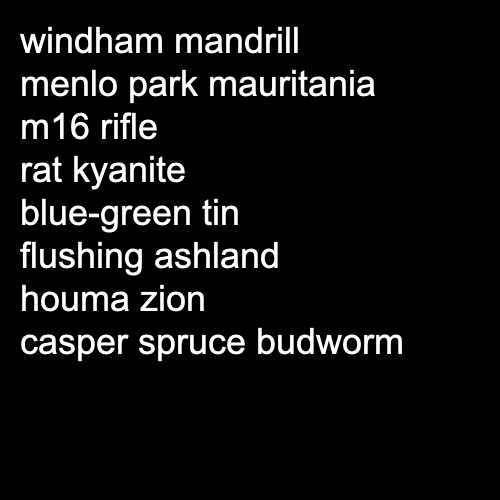 windham mandrill
menlo park mauritania
m16 rifle
rat kyanite
blue-green tin
flushing ashland
houma zion
casper spruce budworm